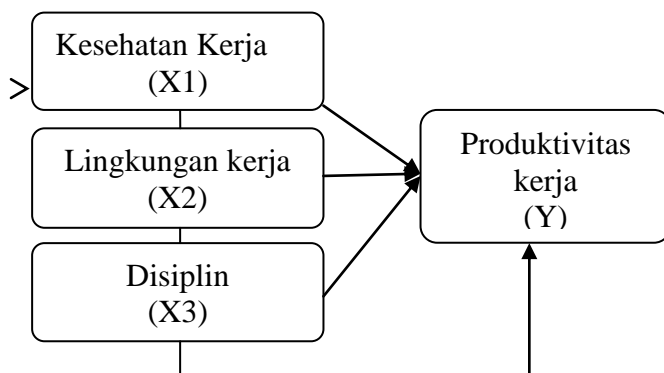 Kesehatan Kerja
(X1)
Lingkungan kerja
(X2)
Disiplin
(X3)
Produktivitas
kerja
(Y)